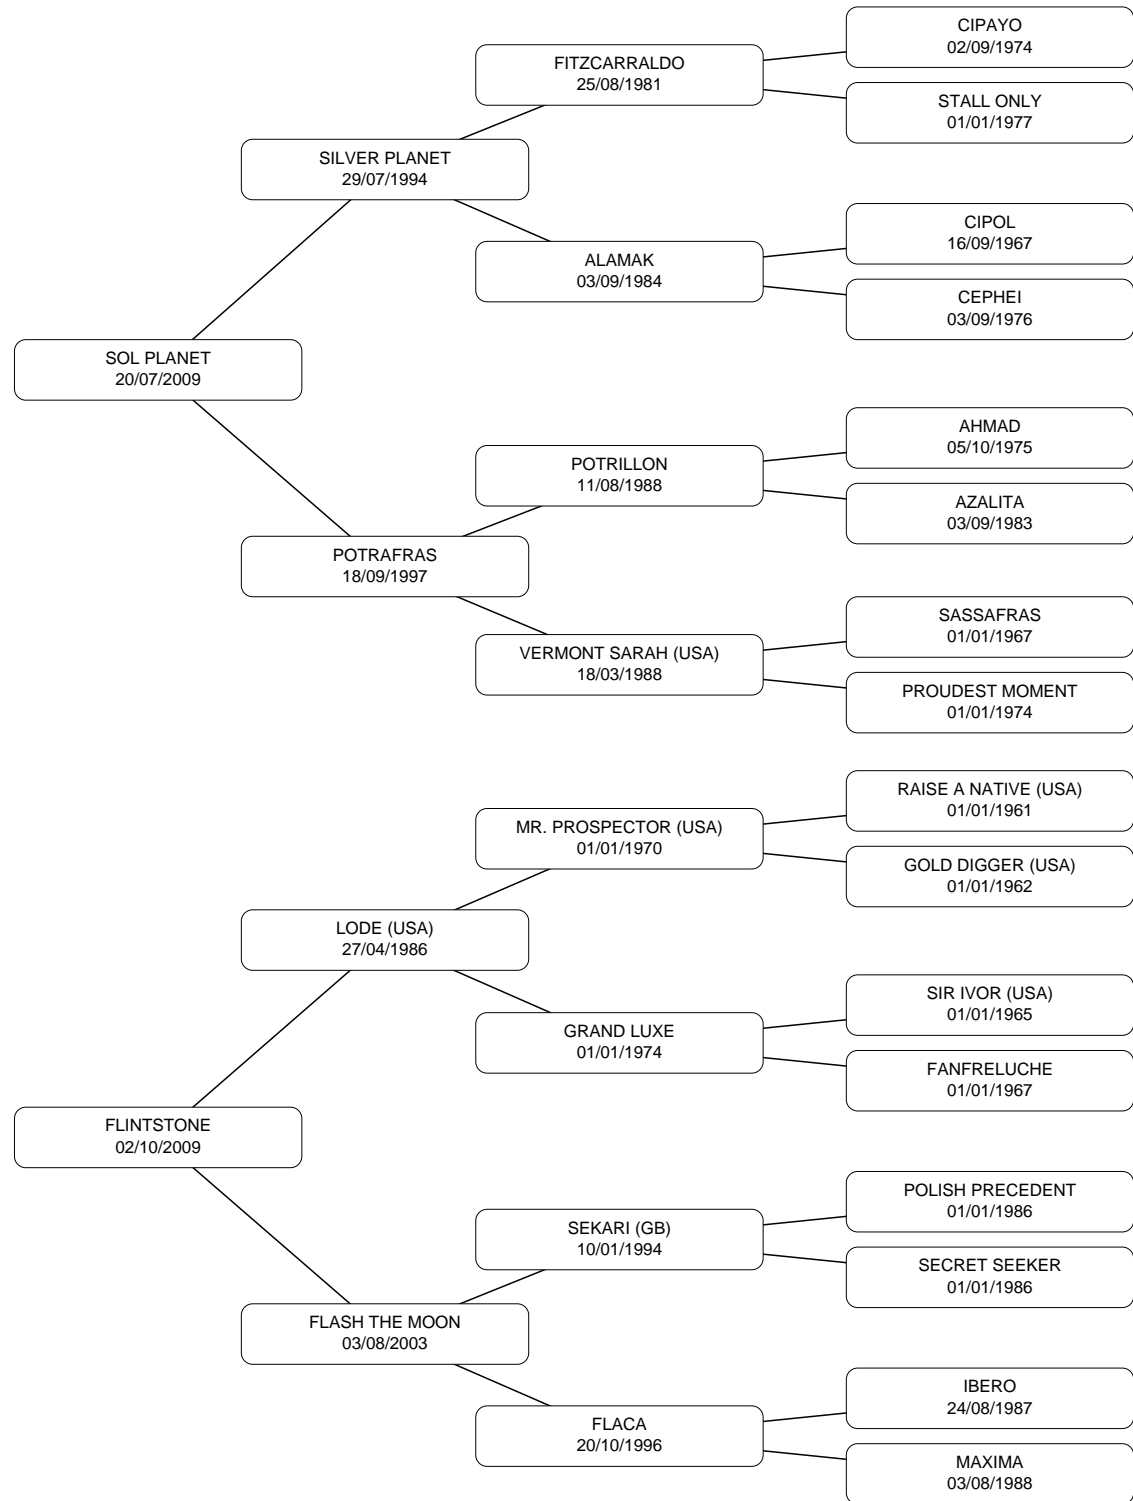 CIPAYO
02/09/1974
FITZCARRALDO
25/08/1981
STALL ONLY
01/01/1977
SILVER PLANET
29/07/1994
CIPOL
16/09/1967
ALAMAK
03/09/1984
CEPHEI
03/09/1976
SOL PLANET
20/07/2009
AHMAD
05/10/1975
POTRILLON
11/08/1988
AZALITA
03/09/1983
POTRAFRAS
18/09/1997
SASSAFRAS
01/01/1967
VERMONT SARAH (USA)
18/03/1988
PROUDEST MOMENT
01/01/1974
RAISE A NATIVE (USA)
01/01/1961
MR. PROSPECTOR (USA)
01/01/1970
GOLD DIGGER (USA)
01/01/1962
LODE (USA)
27/04/1986
SIR IVOR (USA)
01/01/1965
GRAND LUXE
01/01/1974
FANFRELUCHE
01/01/1967
FLINTSTONE
02/10/2009
POLISH PRECEDENT
01/01/1986
SEKARI (GB)
10/01/1994
SECRET SEEKER
01/01/1986
FLASH THE MOON
03/08/2003
IBERO
24/08/1987
FLACA
20/10/1996
MAXIMA
03/08/1988